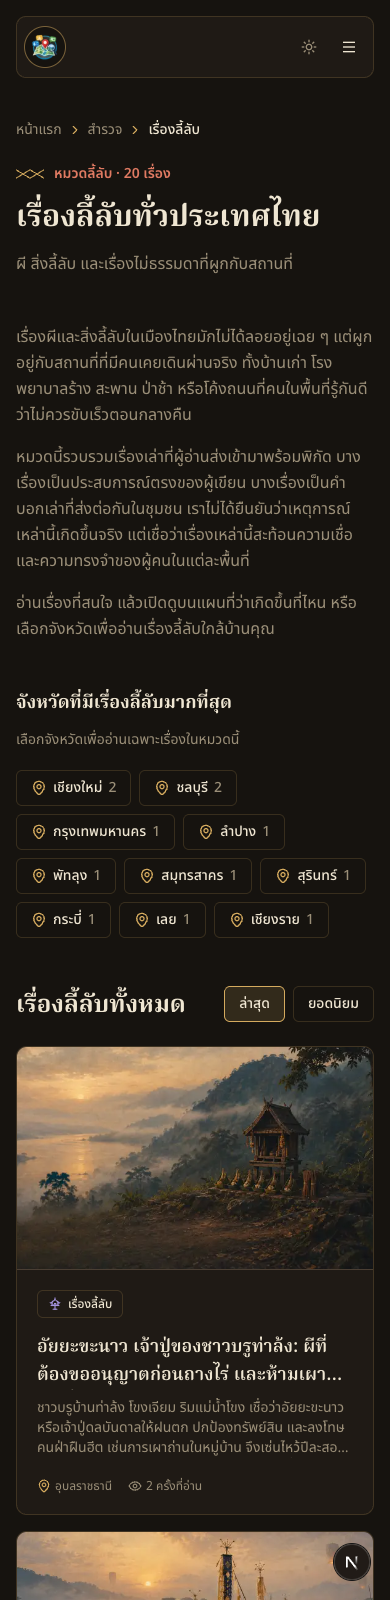 หน้าแรก > สำรวจ > เรื่องลี้ลับ
หมวดลี้ลับ · 20 เรื่อง
เรื่องลี้ลับทั่วประเทศไทย
ผี สิ่งลี้ลับ และเรื่องไม่ธรรมดาที่ผูกกับสถานที่
เรื่องผีและสิ่งลี้ลับในเมืองไทยมักไม่ได้ลอยอยู่เฉย ๆ แต่ผูก
อยู่กับสถานที่ที่มีคนเคยเดินผ่านจริง ทั้งบ้านเก่า โรง
พยาบาลร้าง สะพาน ป่าช้า หรือโค้งถนนที่คนในพื้นที่รู้กันดี
ว่าไม่ควรขับเร็วตอนกลางคืน
หมวดนี้รวบรวมเรื่องเล่าที่ผู้อ่านส่งเข้ามาพร้อมพิกัด บาง
เรื่องเป็นประสบการณ์ตรงของผู้เขียน บางเรื่องเป็นคำ
บอกเล่าที่ส่งต่อกันในชุมชน เราไม่ได้ยืนยันว่าเหตุการณ์
เหล่านี้เกิดขึ้นจริง แต่เชื่อว่าเรื่องเหล่านี้สะท้อนความเชื่อ
และความทรงจำของผู้คนในแต่ละพื้นที่
อ่านเรื่องที่สนใจ แล้วเปิดดูบนแผนที่ว่าเกิดขึ้นที่ไหน หรือ
เลือกจังหวัดเพื่ออ่านเรื่องลี้ลับใกล้บ้านคุณ
จังหวัดที่มีเรื่องลี้ลับมากที่สุด
เลือกจังหวัดเพื่ออ่านเฉพาะเรื่องในหมวดนี้
เชียงใหม่ 2 ชลบุรี 2
กรุงเทพมหานคร 1 ลำปาง 1
พัทลุง 1 สมุทรสาคร 1 สุรินทร์ 1
กระบี่ 1 เลย 1 เชียงราย 1
เรื่องลี้ลับทั้งหมด ล่าสุด ยอดนิยม
เรื่องลี้ลับ
อัยยะขะนาว เจ้าปู่ของชาวบรูท่าล้ง: ผีที่
ต้องขออนุญาตก่อนถางไร่ และห้ามเผา...
ชาวบรูบ้านท่าล้ง โขงเจียม ริมแม่น้ำโขง เชื่อว่าอัยยะขะนาว
หรือเจ้าปู่ดลบันดาลให้ฝนตก ปกป้องทรัพย์สิน และลงโทษ
คนฝ่าฝืนฮีต เช่นการเผาถ่านในหมู่บ้าน จึงเซ่นไหว้ปีละสอ...
อุบลราชธานี 2 ครั้งที่อ่าน
N